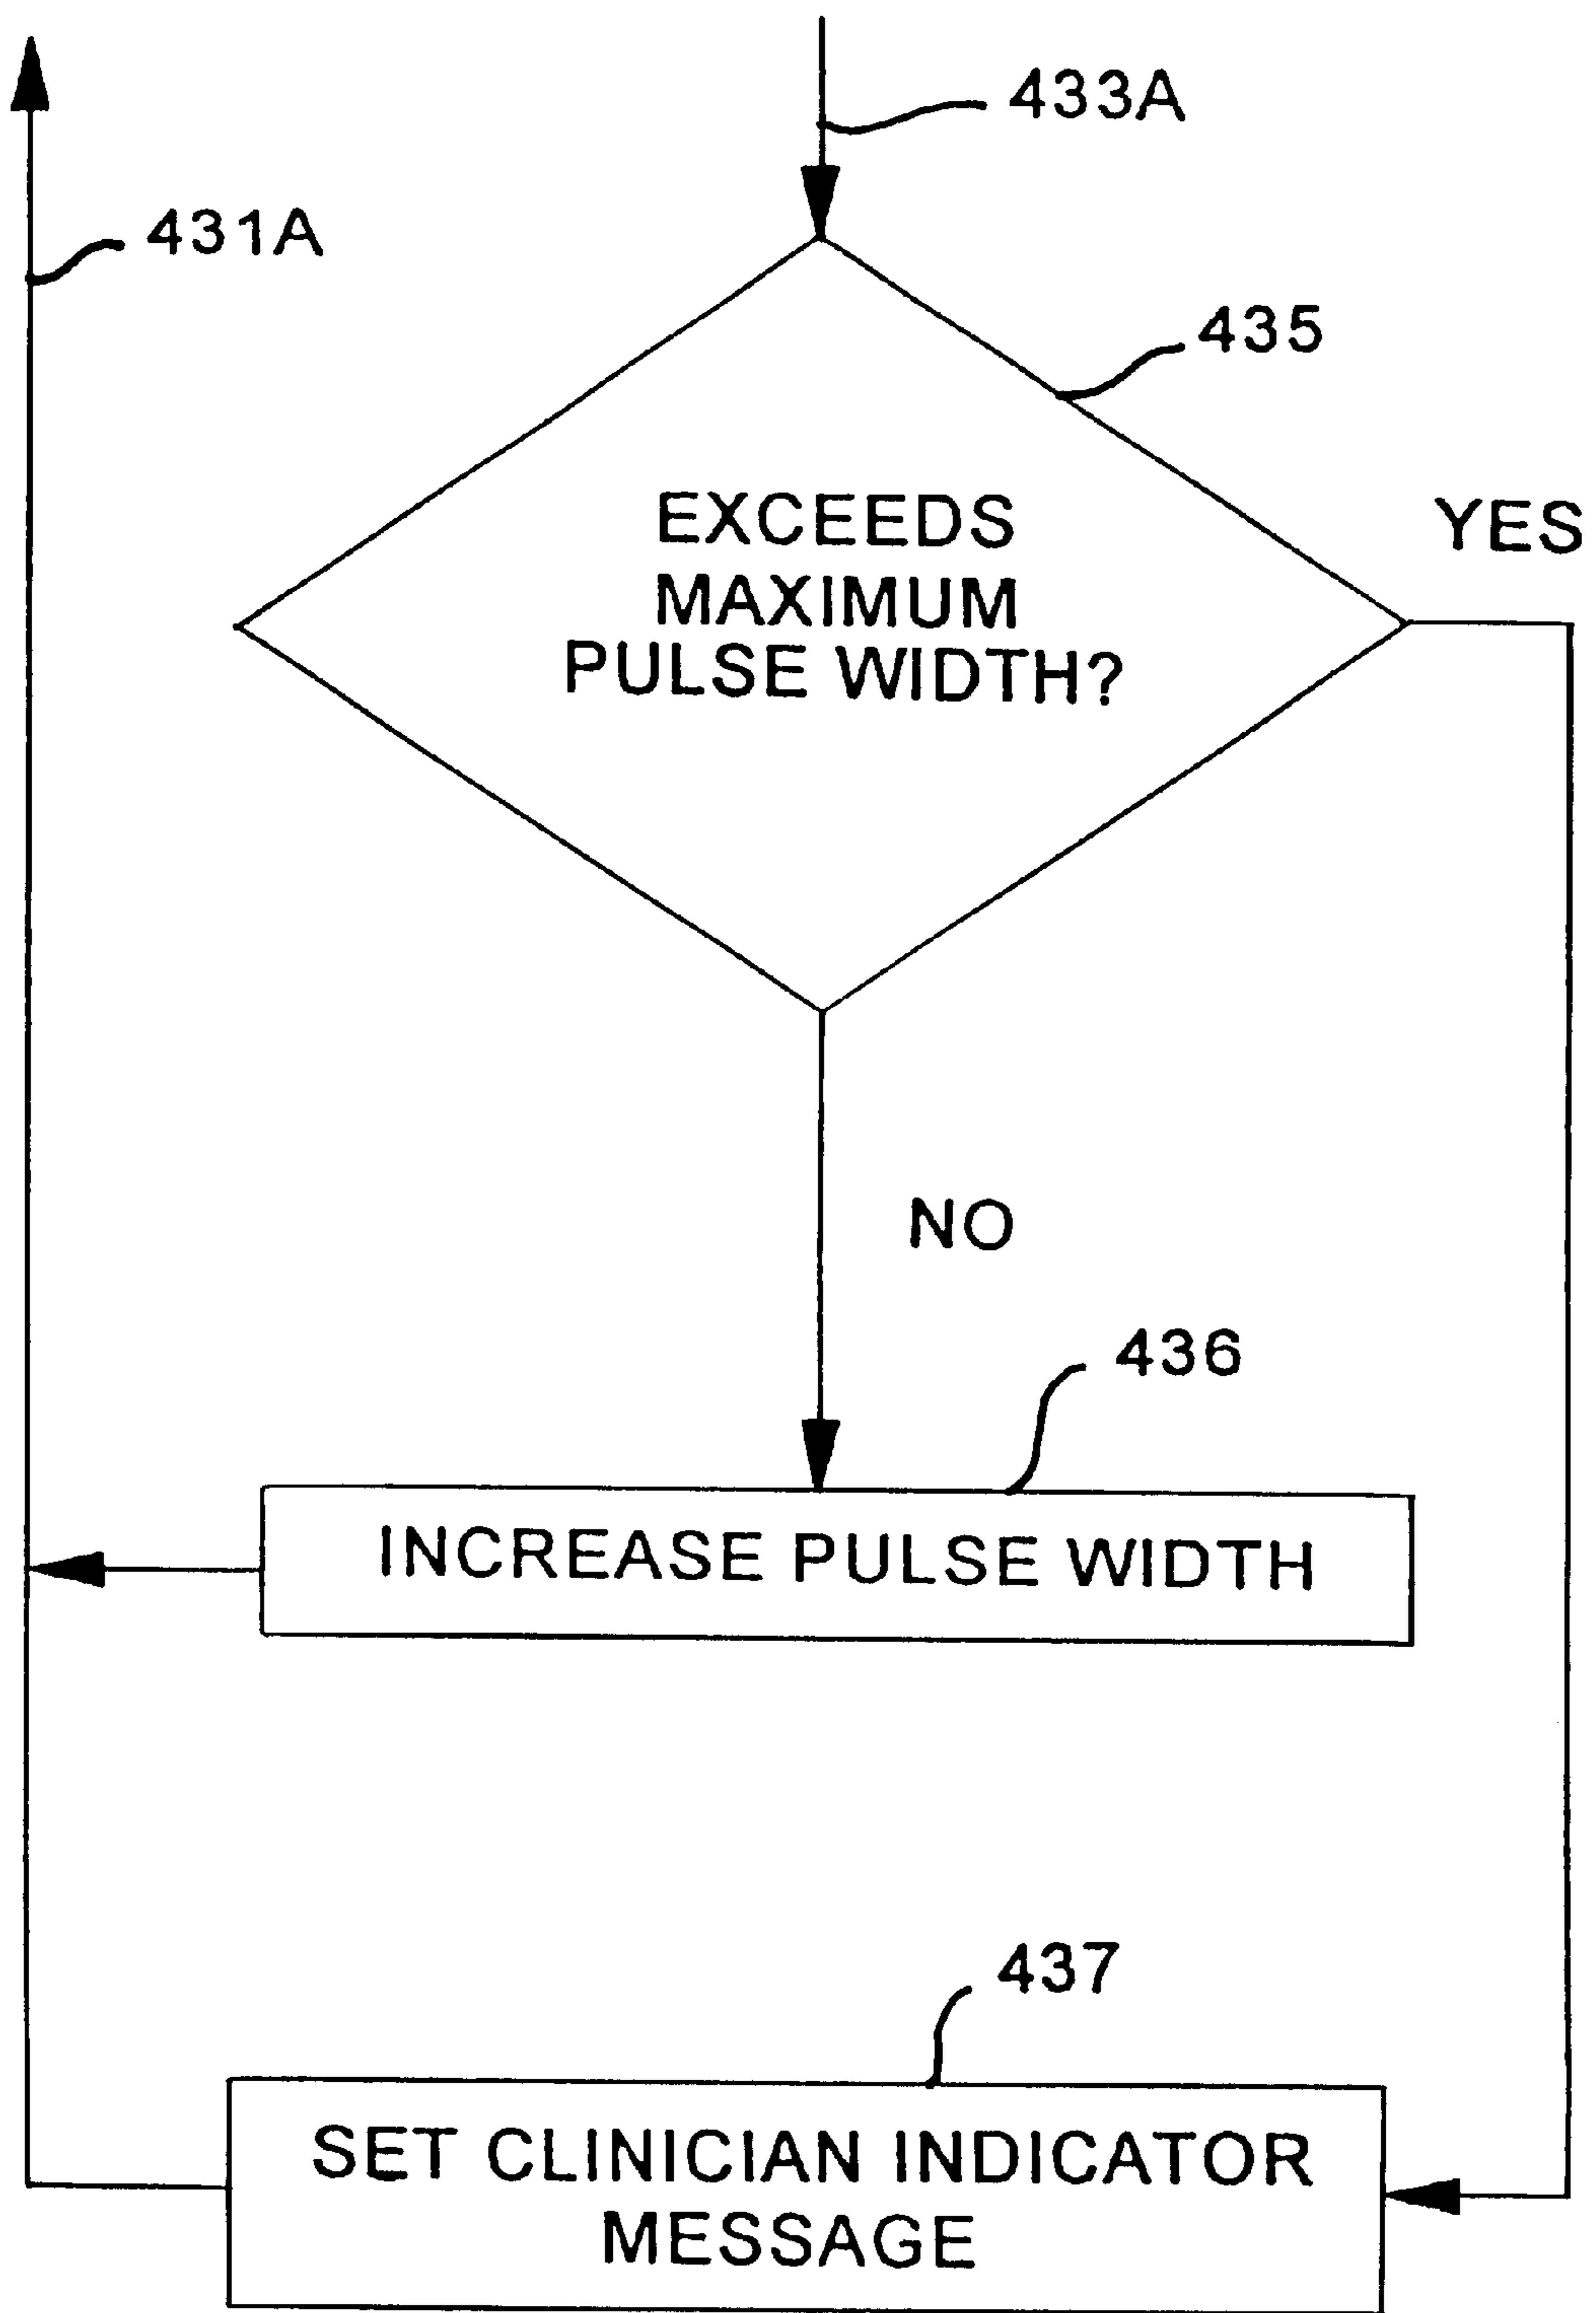 433A
431A
435
EXCEEDS
MAXIMUM
PULSE WIDTH?
YES
NO
436
INCREASE PULSE WIDTH
437
SET CLINICIAN INDICATOR
MESSAGE